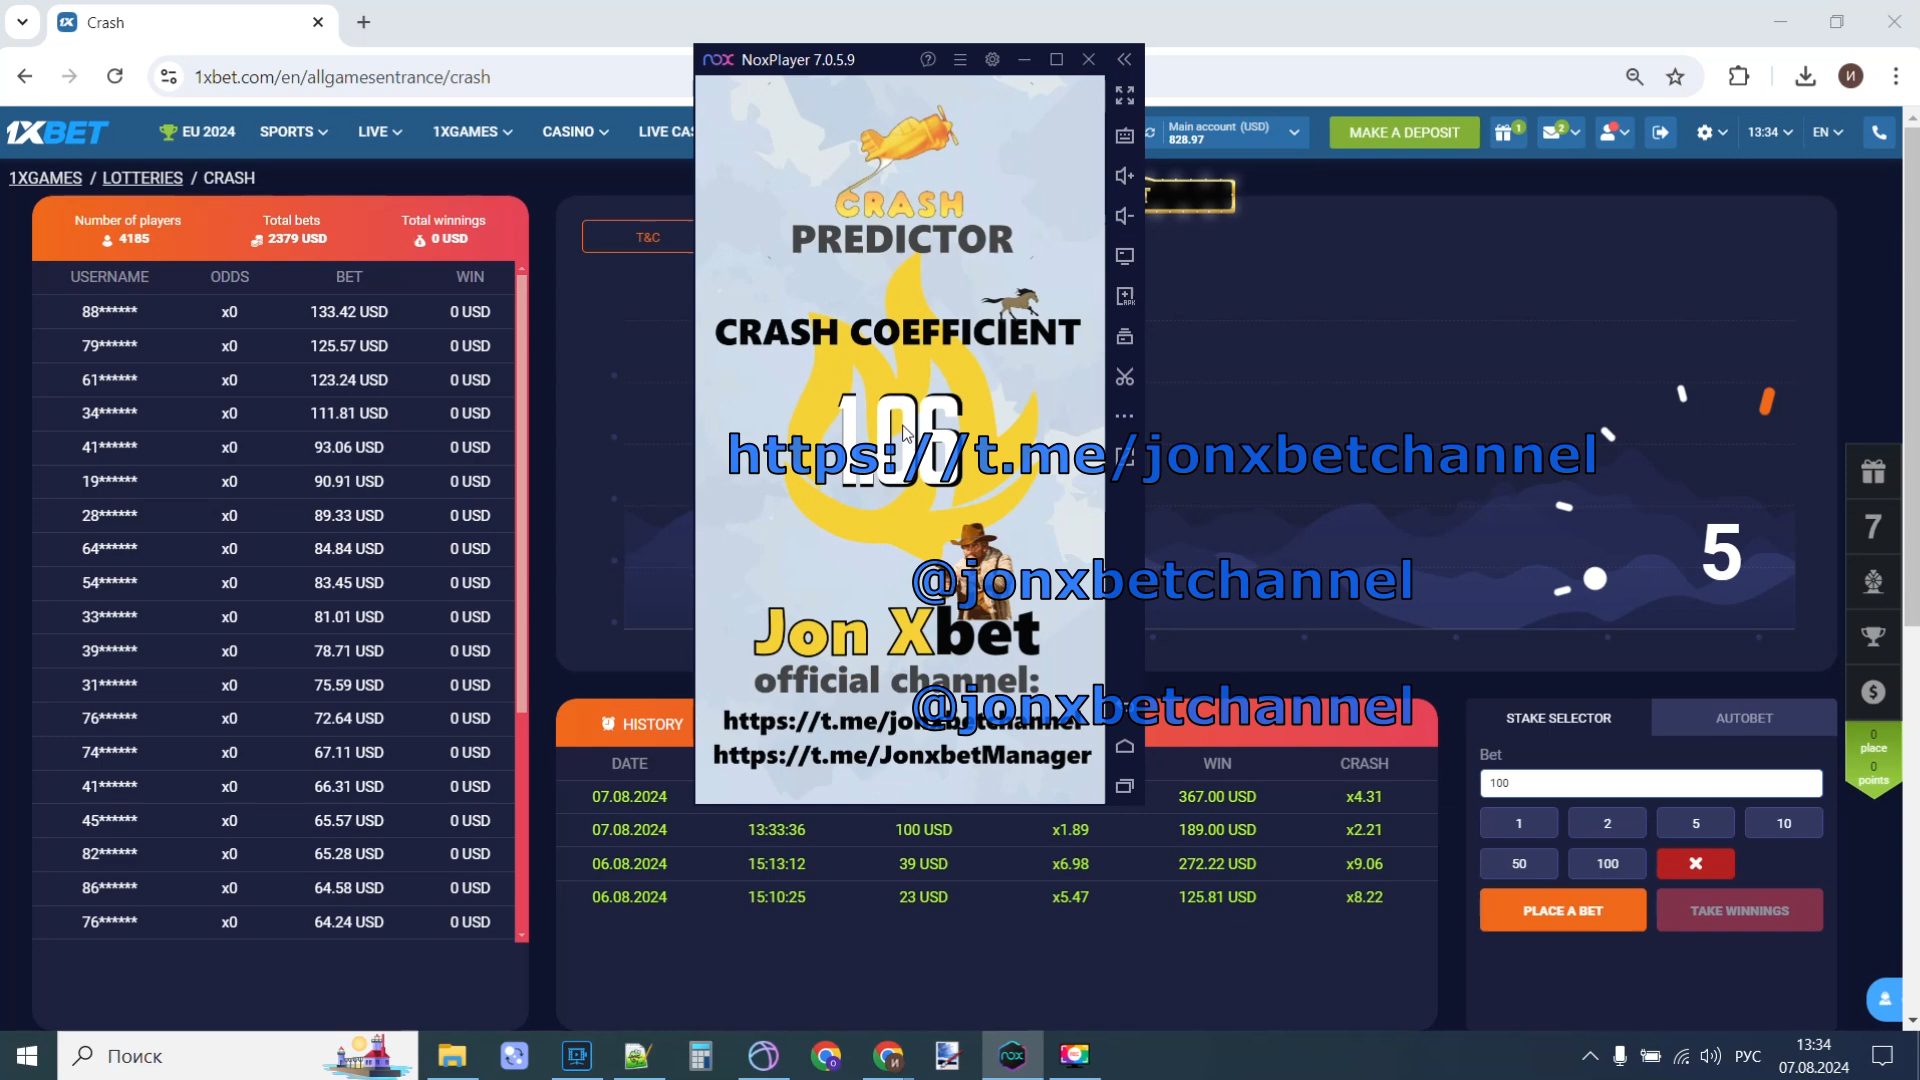 Crash
1xbet.com/en/allgamesentrance/crash
И
NOX NoxPlayer 7.0.5.9
1XBET
EU 2024
SPORTS
LIVE
1XGAMES
CASINO
LIVE CAS
Main account (USD)
828.97
MAKE A DEPOSIT
1
2
13:34
EN
1XGAMES / LOTTERIES / CRASH
Number of players
4185
Total bets
2379 USD
Total winnings
0 USD
USERNAME ODDS BET WIN
88****** x0 133.42 USD 0 USD
79****** x0 125.57 USD 0 USD
61****** x0 123.24 USD 0 USD
34****** x0 111.81 USD 0 USD
41****** x0 93.06 USD 0 USD
19****** x0 90.91 USD 0 USD
28****** x0 89.33 USD 0 USD
64****** x0 84.84 USD 0 USD
54****** x0 83.45 USD 0 USD
33****** x0 81.01 USD 0 USD
39****** x0 78.71 USD 0 USD
31****** x0 75.59 USD 0 USD
76****** x0 72.64 USD 0 USD
74****** x0 67.11 USD 0 USD
41****** x0 66.31 USD 0 USD
45****** x0 65.57 USD 0 USD
82****** x0 65.28 USD 0 USD
86****** x0 64.58 USD 0 USD
76****** x0 64.24 USD 0 USD
T&C
CRASH
PREDICTOR
CRASH COEFFICIENT
1.06
https://t.me/jonxbetchannel
@jonxbetchannel
Jon Xbet
official channel:
@jonxbetchannel
https://t.me/jonxbetchannel
https://t.me/JonxbetManager
5
7
HISTORY
DATE WIN CRASH
07.08.2024 367.00 USD x4.31
07.08.2024 13:33:36 100 USD x1.89 189.00 USD x2.21
06.08.2024 15:13:12 39 USD x6.98 272.22 USD x9.06
06.08.2024 15:10:25 23 USD x5.47 125.81 USD x8.22
STAKE SELECTOR
AUTOBET
Bet
100
1 2 5 10
50 100
PLACE A BET
TAKE WINNINGS
0
place
0
points
Поиск
РУС
13:34
07.08.2024